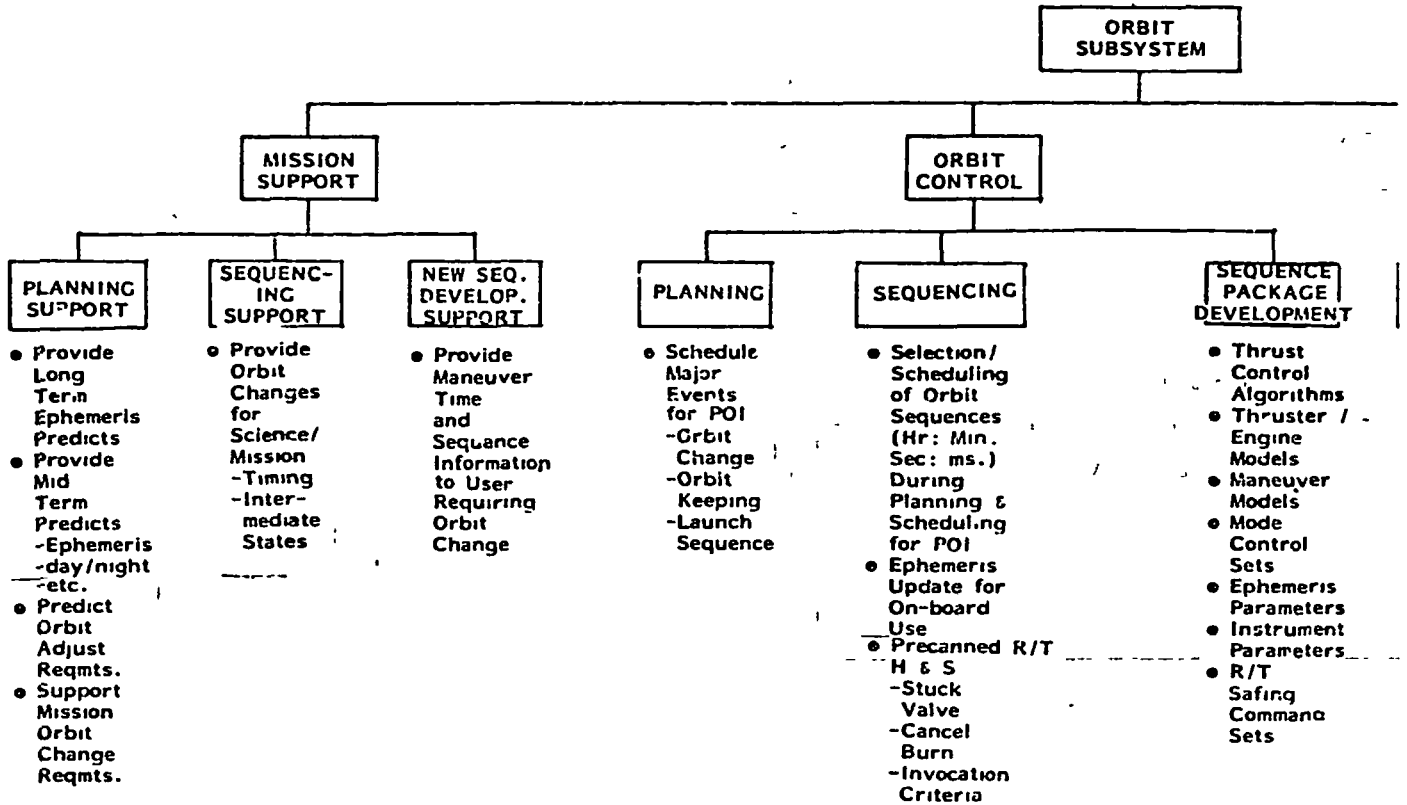 ORBIT
SUBSYSTEM
MISSION
SUPPORT
ORBIT
CONTROL
PLANNING
SUPPORT
SEQUENC-
ING
SUPPORT
NEW SEQ.
DEVELOP.
SUPPORT
PLANNING
SEQUENCING
SEQUENCE
PACKAGE
DEVELOPMENT
• Provide
Long
Term
Ephemeris
Predicts
• Provide
Mid
Term
Predicts
-Ephemeris
-day/night
-etc.
• Predict
Orbit
Adjust
Reqmts.
• Support
Mission
Orbit
Change
Reqmts.
• Provide
Orbit
Changes
for
Science/
Mission
-Timing
-Inter-
mediate
States
• Provide
Maneuver
Time
and
Sequance
Information
to User
Requiring
Orbit
Change
• Schedule
Major
Events
for POI
-Orbit
Change
-Orbit
Keeping
-Launch
Sequence
• Selection/
Scheduling
of Orbit
Sequences
(Hr: Min.
Sec: ms.)
During
Planning &
Scheduling
for POI
• Ephemeris
Update for
On-board
Use
• Precanned R/T
H & S
-Stuck
Valve
-Cancel
Burn
-Invocation
Criteria
• Thrust
Control
Algorithms
• Thruster /
Engine
Models
• Maneuver
Models
• Mode
Control
Sets
• Ephemeris
Parameters
• Instrument
Parameters
• R/T
Safing
Command
Sets